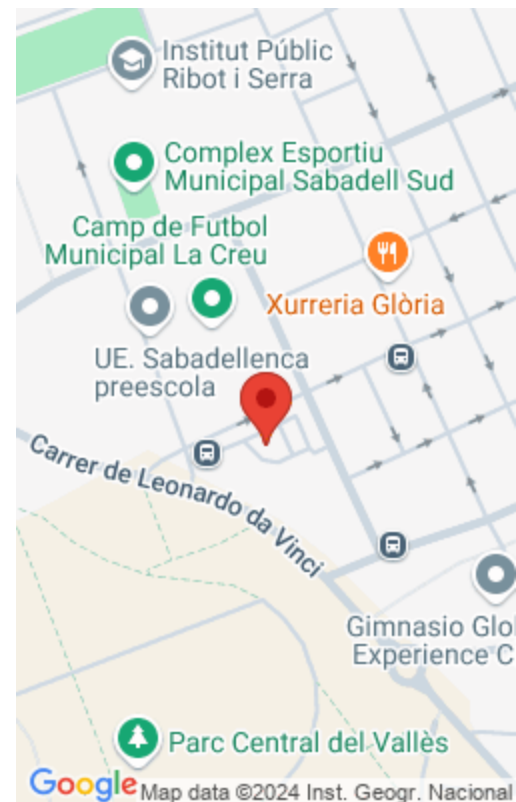 Institut Públic
Ribot i Serra
Complex Esportiu
Municipal Sabadell Sud
Camp de Futbol
Municipal La Creu
Xurreria Glòria
UE. Sabadellenca
preescola
Carrer de Leonardo da Vinci
Gimnasio Glo
Experience C
Parc Central del Vallès
Google Map data ©2024 Inst. Geogr. Nacional